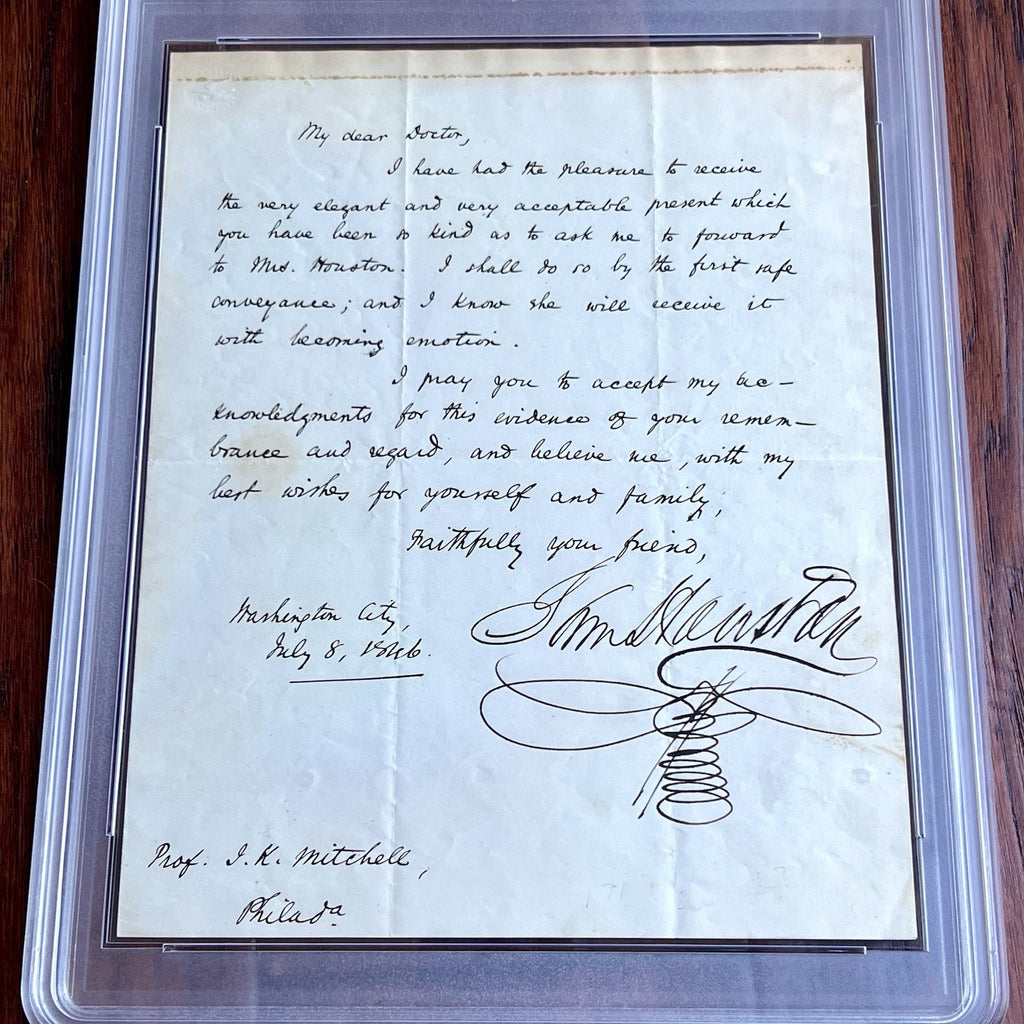 My dear Doctor,
I have had the pleasure to receive
the very elegant and very acceptable present which
you have been so kind as to ask me to forward
to Mrs. Houston. I shall do so by the first safe
conveyance; and I know she will receive it
with becoming emotion.
I pray you to accept my ac-
knowledgments for this evidence of your remem-
brance and regard, and believe me, with my
best wishes for yourself and family;
Faithfully your friend,
Sam Houston
Washington City,
July 8, 1846.
Prof. J. K. Mitchell,
Philada